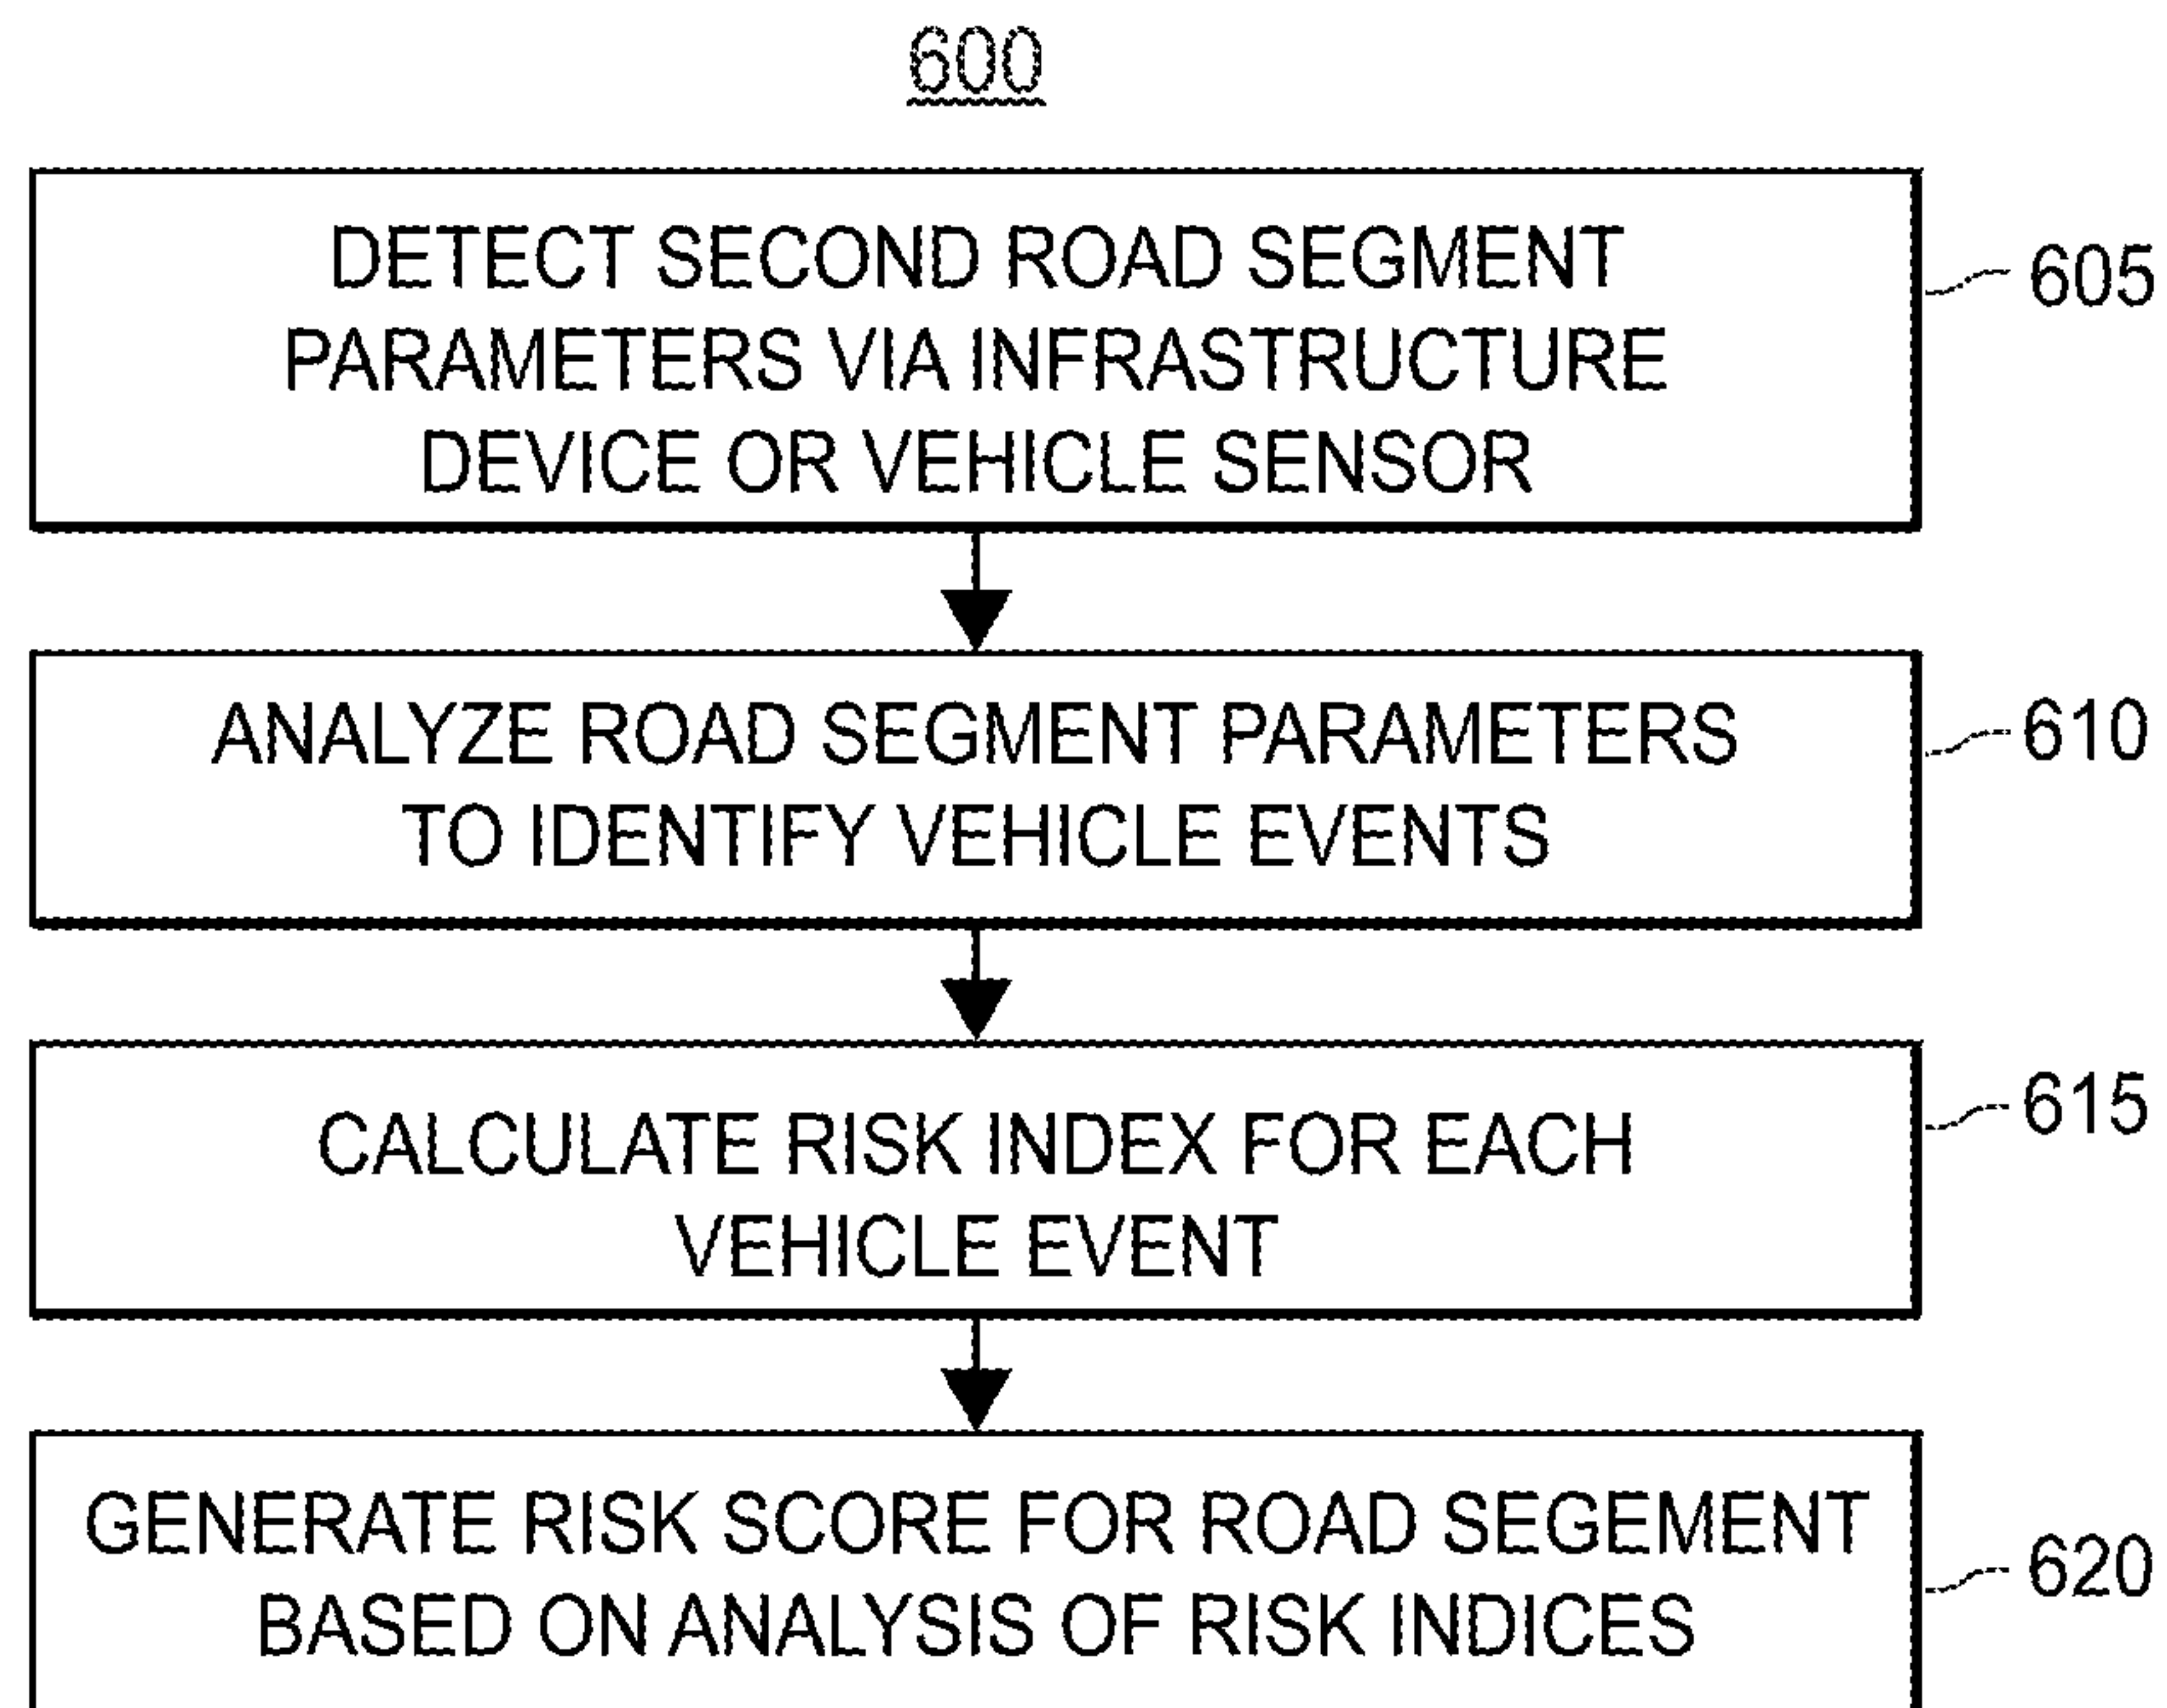 600
DETECT SECOND ROAD SEGMENT
PARAMETERS VIA INFRASTRUCTURE
DEVICE OR VEHICLE SENSOR
605
ANALYZE ROAD SEGMENT PARAMETERS
TO IDENTIFY VEHICLE EVENTS
610
CALCULATE RISK INDEX FOR EACH
VEHICLE EVENT
615
GENERATE RISK SCORE FOR ROAD SEGEMENT
BASED ON ANALYSIS OF RISK INDICES
620